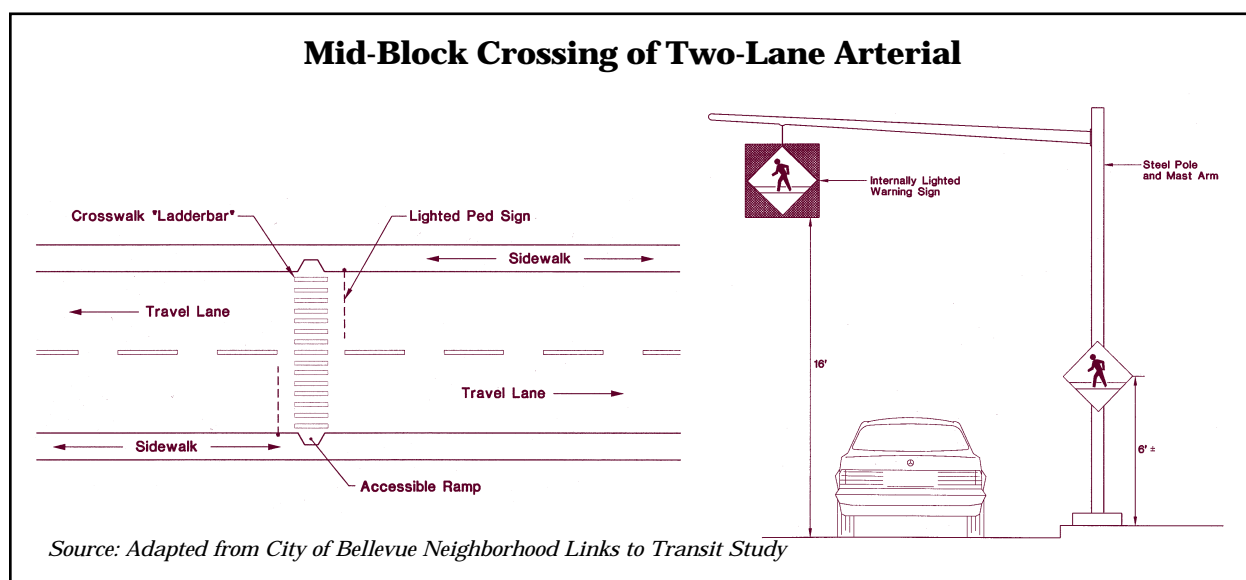 Mid-Block Crossing of Two-Lane Arterial
Crosswalk "Ladderbar"
Lighted Ped Sign
Sidewalk
Travel Lane
Travel Lane
Sidewalk
Accessible Ramp
Internally Lighted
Warning Sign
Steel Pole
and Mast Arm
16'
6' ±
Source: Adapted from City of Bellevue Neighborhood Links to Transit Study